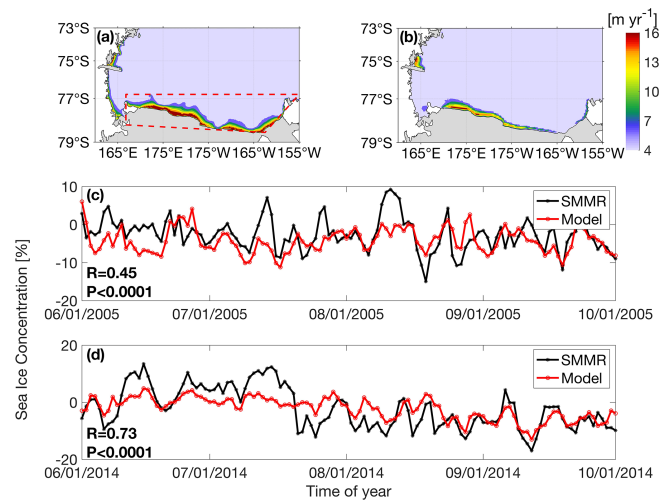 [m yr⁻¹]
73°S
75°S
77°S
79°S
(a)
165°E 175°E 175°W 165°W 155°W
73°S
75°S
77°S
79°S
(b)
165°E 175°E 175°W 165°W 155°W
16
13
10
7
4
Sea Ice Concentration [%]
(c)
SMMR
Model
10
0
-10
-20
R=0.45
P<0.0001
06/01/2005 07/01/2005 08/01/2005 09/01/2005 10/01/2005
(d)
SMMR
Model
20
0
-20
R=0.73
P<0.0001
06/01/2014 07/01/2014 08/01/2014 09/01/2014 10/01/2014
Time of year